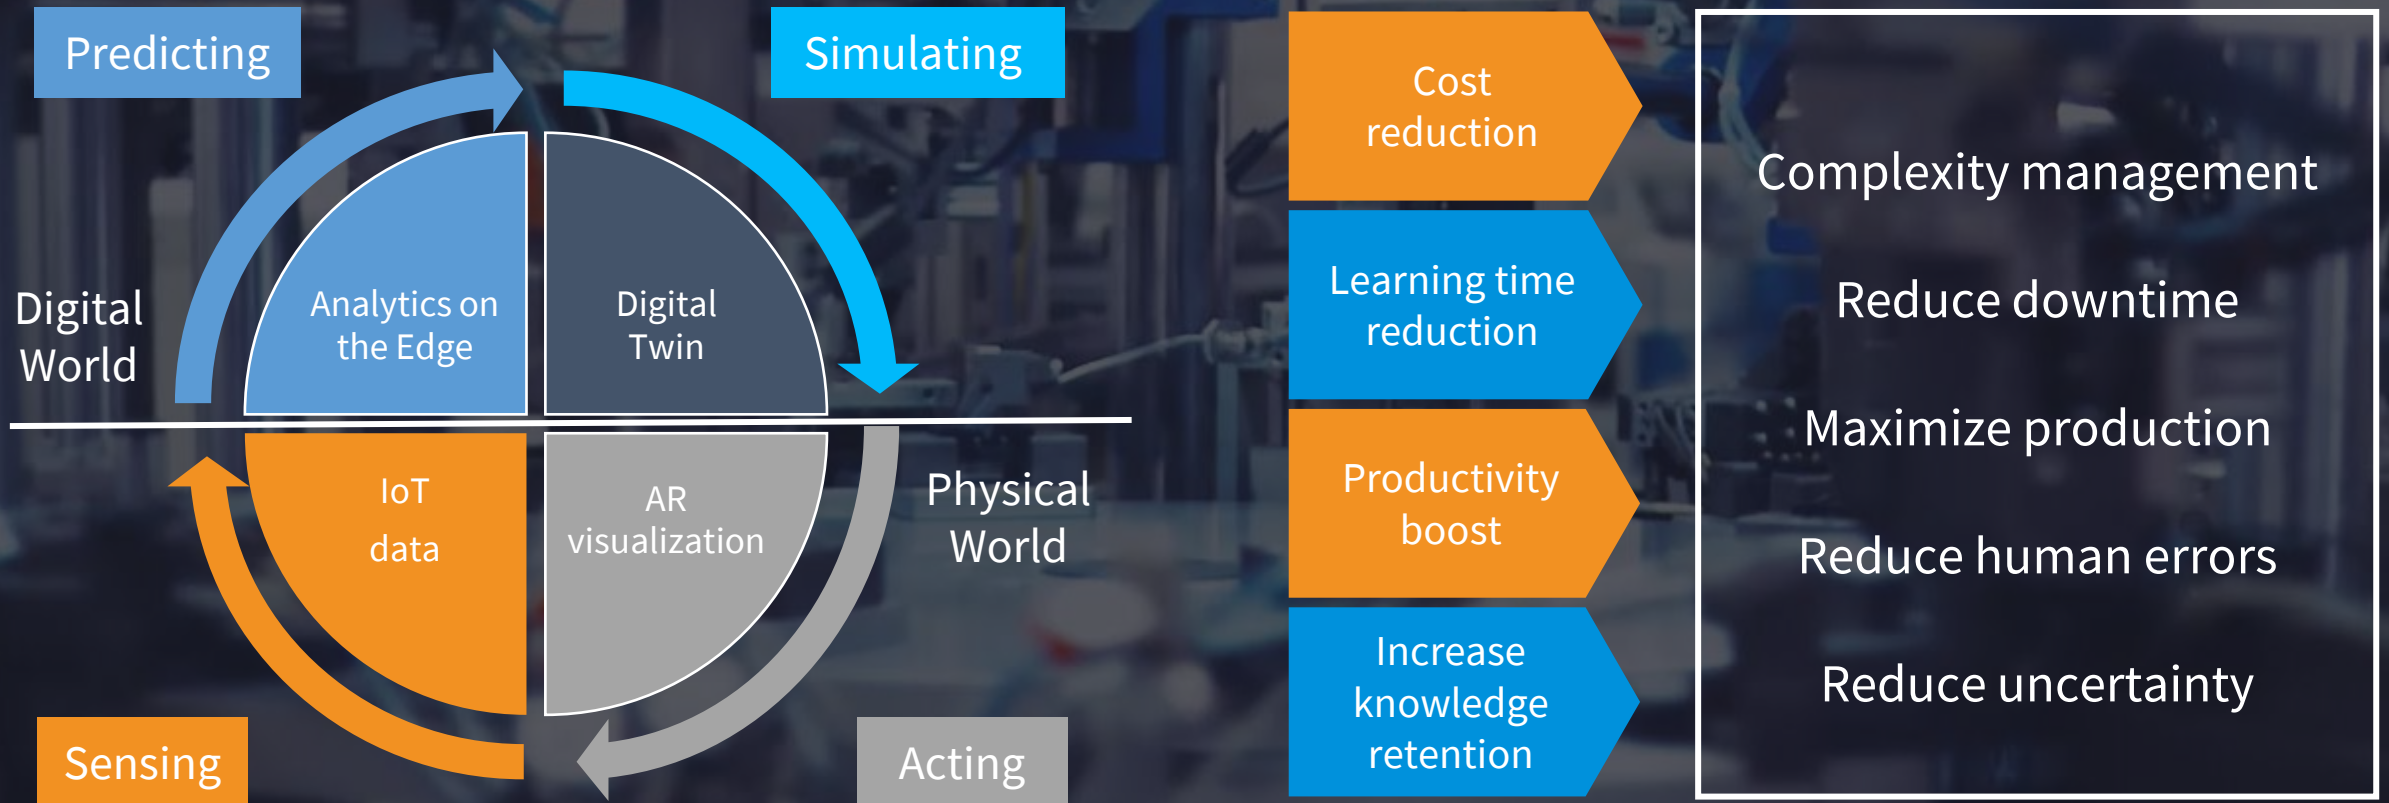 Predicting
Simulating
Analytics on
the Edge
Digital
Twin
Digital
World
IoT
data
AR
visualization
Physical
World
Sensing
Acting
Cost
reduction
Learning time
reduction
Productivity
boost
Increase
knowledge
retention
Complexity management
Reduce downtime
Maximize production
Reduce human errors
Reduce uncertainty